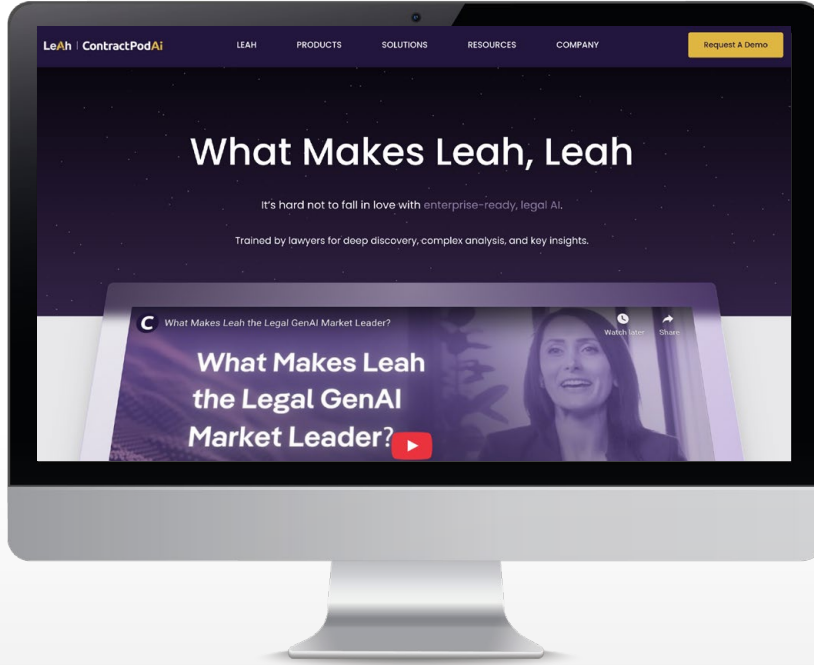 LeAh | ContractPodAi
LEAH
PRODUCTS
SOLUTIONS
RESOURCES
COMPANY
Request A Demo
What Makes Leah, Leah
It's hard not to fall in love with enterprise-ready, legal AI.
Trained by lawyers for deep discovery, complex analysis, and key insights.
C
What Makes Leah the Legal GenAI Market Leader?
Watch later
Share
What Makes Leah
the Legal GenAI
Market Leader?